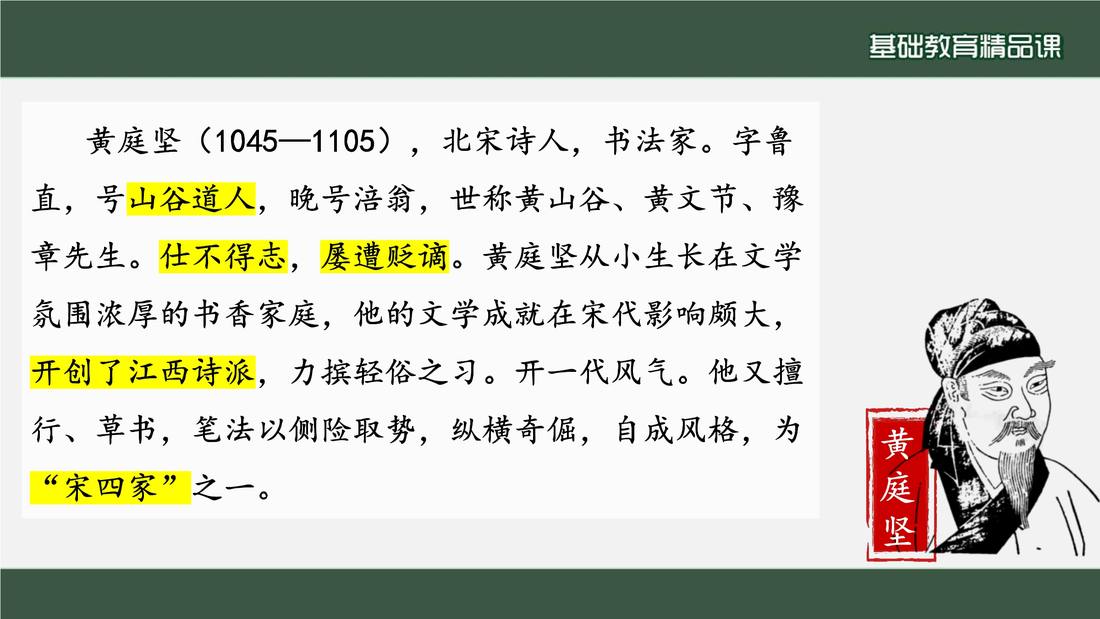 基础教育精品课
黄庭坚（1045—1105），北宋诗人，书法家。字鲁
直，号山谷道人，晚号涪翁，世称黄山谷、黄文节、豫
章先生。仕不得志，屡遭贬谪。黄庭坚从小生长在文学
氛围浓厚的书香家庭，他的文学成就在宋代影响颇大，
开创了江西诗派，力摈轻俗之习。开一代风气。他又擅
行、草书，笔法以侧险取势，纵横奇倔，自成风格，为
“宋四家”之一。
黄庭坚